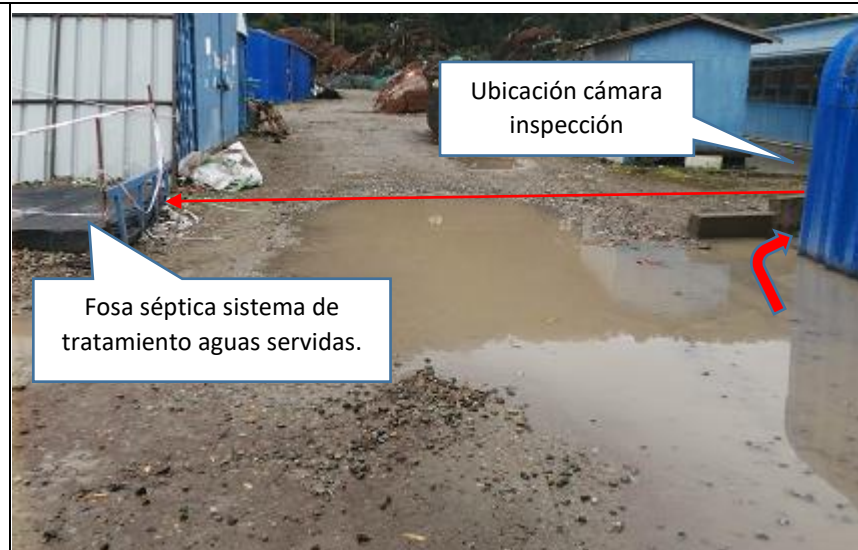 Ubicación cámara
inspección
Fosa séptica sistema de
tratamiento aguas servidas.